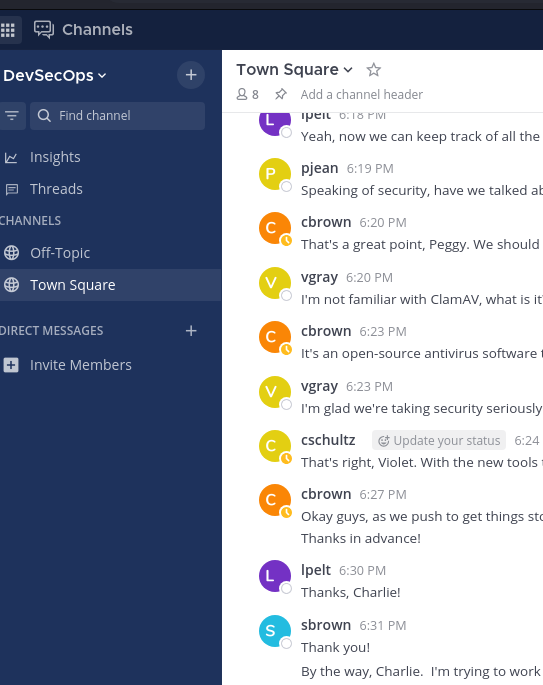 Channels
DevSecOps
Find channel
Insights
Threads
CHANNELS
Off-Topic
Town Square
DIRECT MESSAGES
Invite Members
Town Square
8 Add a channel header
L lpelt 6:18 PM
Yeah, now we can keep track of all the
P pjean 6:19 PM
Speaking of security, have we talked ab
C cbrown 6:20 PM
That's a great point, Peggy. We should
V vgray 6:20 PM
I'm not familiar with ClamAV, what is it
C cbrown 6:23 PM
It's an open-source antivirus software t
V vgray 6:23 PM
I'm glad we're taking security seriously
C cschultz Update your status 6:24
That's right, Violet. With the new tools
C cbrown 6:27 PM
Okay guys, as we push to get things sto
Thanks in advance!
L lpelt 6:30 PM
Thanks, Charlie!
S sbrown 6:31 PM
Thank you!
By the way, Charlie. I'm trying to work